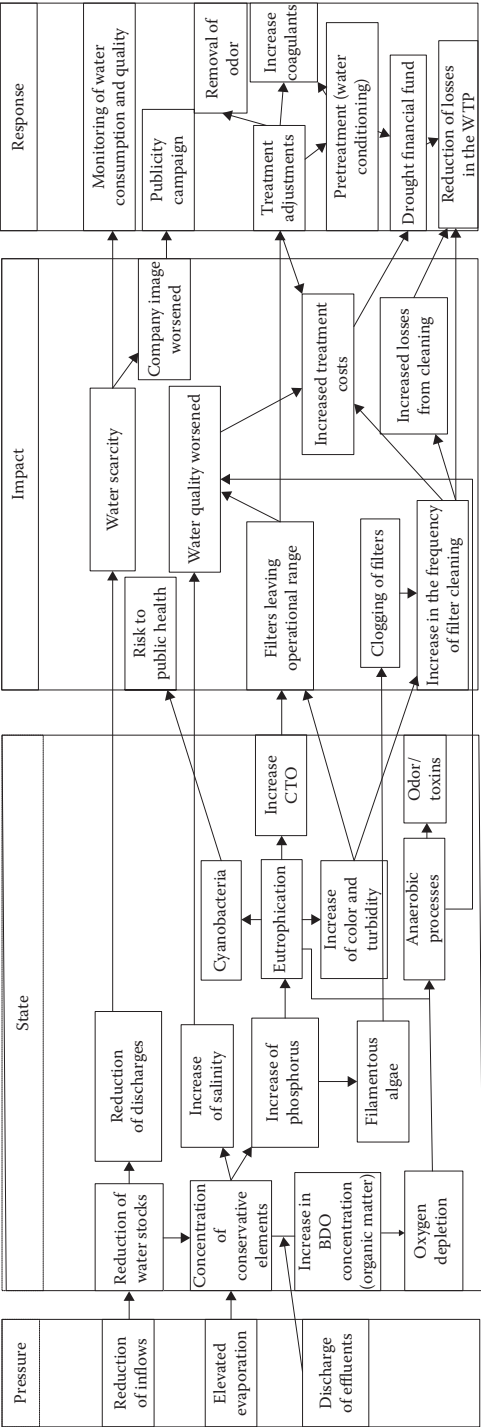 Pressure
Reduction
of inflows
Elevated
evaporation
Discharge
of effluents
State
Reduction of
water stocks
Reduction
of discharges
Concentration
of
conservative
elements
Increase
of salinity
Increase of
phosphorus
Increase in
BDO
concentration
(organic matter)
Filamentous
algae
Oxygen
depletion
Cyanobacteria
Eutrophication
Increase
CTO
Increase
of color and
turbidity
Anaerobic
processes
Odor/
toxins
Impact
Water scarcity
Company image
worsened
Risk to
public health
Water quality worsened
Filters leaving
operational range
Increased treatment
costs
Clogging of filters
Increased losses
from cleaning
Increase in the frequency
of filter cleaning
Response
Monitoring of water
consumption and quality
Publicity
campaign
Removal of
odor
Increase
coagulants
Treatment
adjustments
Pretreatment (water
conditioning)
Drought financial fund
Reduction of losses
in the WTP